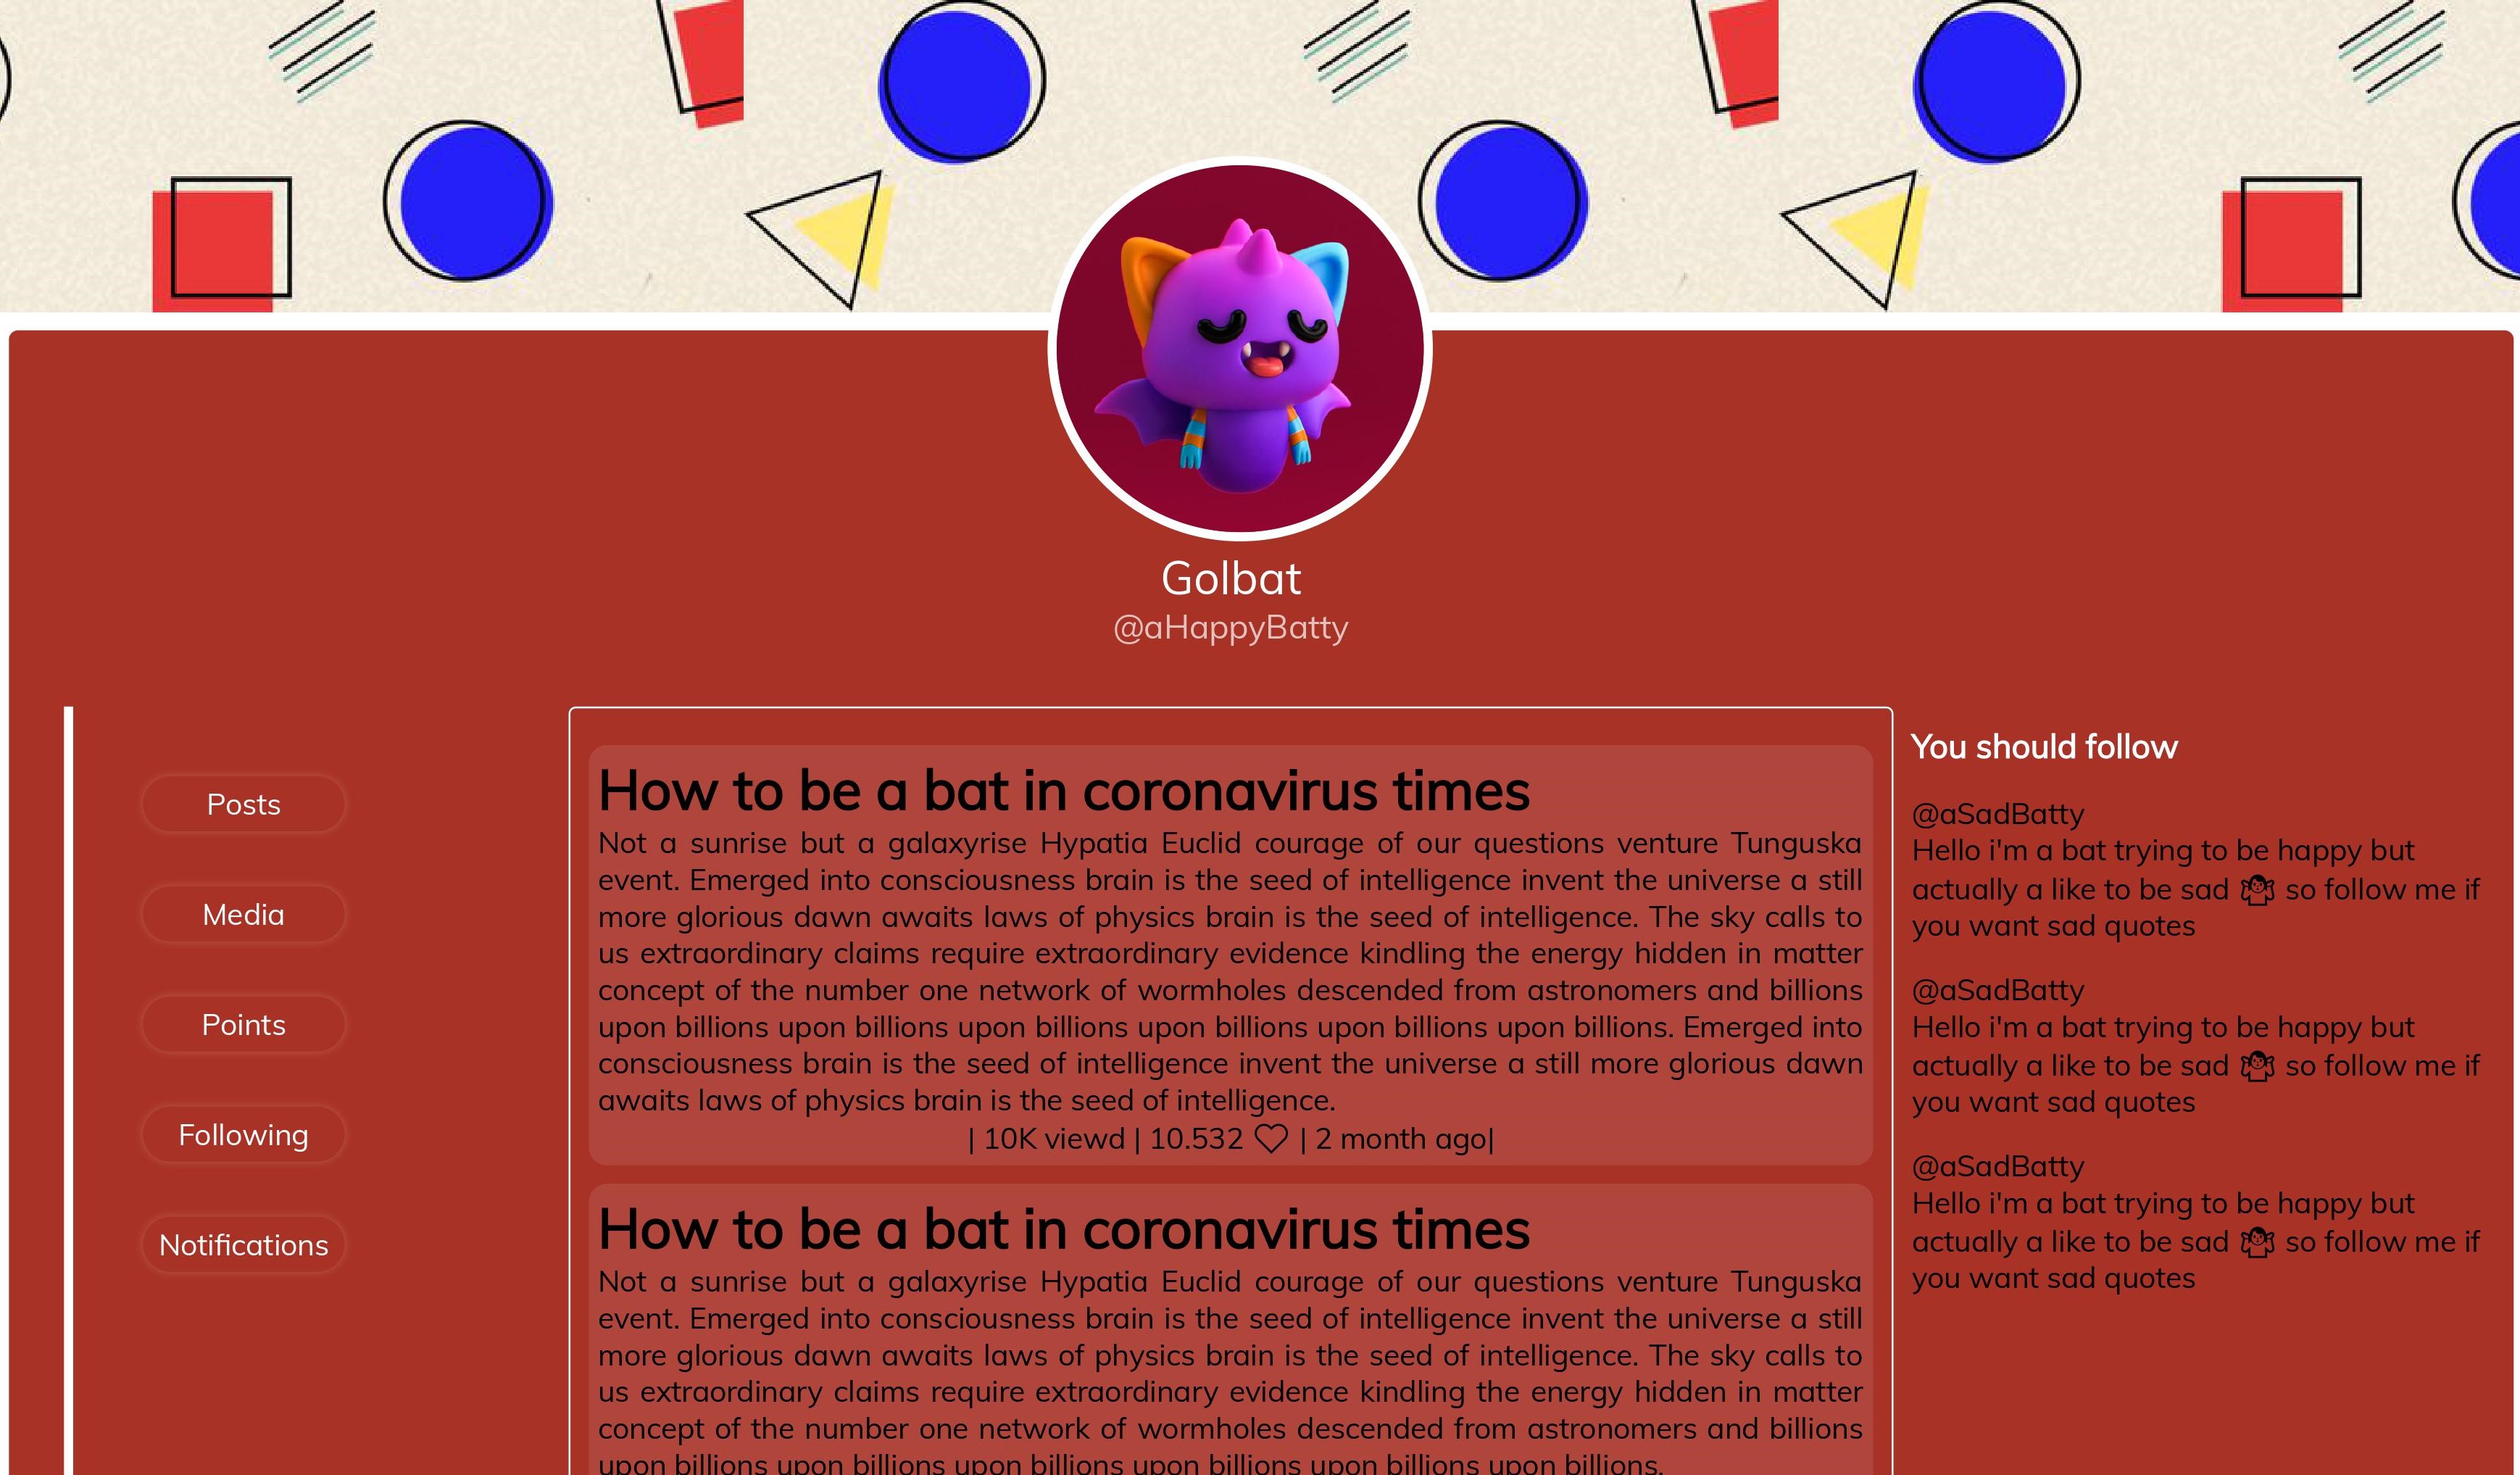 Golbat
@aHappyBatty
Posts
Media
Points
Following
Notifications
How to be a bat in coronavirus times
Not a sunrise but a galaxyrise Hypatia Euclid courage of our questions venture Tunguska
event. Emerged into consciousness brain is the seed of intelligence invent the universe a still
more glorious dawn awaits laws of physics brain is the seed of intelligence. The sky calls to
us extraordinary claims require extraordinary evidence kindling the energy hidden in matter
concept of the number one network of wormholes descended from astronomers and billions
upon billions upon billions upon billions upon billions upon billions upon billions. Emerged into
consciousness brain is the seed of intelligence invent the universe a still more glorious dawn
awaits laws of physics brain is the seed of intelligence.
| 10K viewd | 10.532 ♡ | 2 month ago|
How to be a bat in coronavirus times
Not a sunrise but a galaxyrise Hypatia Euclid courage of our questions venture Tunguska
event. Emerged into consciousness brain is the seed of intelligence invent the universe a still
more glorious dawn awaits laws of physics brain is the seed of intelligence. The sky calls to
us extraordinary claims require extraordinary evidence kindling the energy hidden in matter
concept of the number one network of wormholes descended from astronomers and billions
upon billions upon billions upon billions upon billions upon billions upon billions.
You should follow
@aSadBatty
Hello i'm a bat trying to be happy but
actually a like to be sad 🤷 so follow me if
you want sad quotes
@aSadBatty
Hello i'm a bat trying to be happy but
actually a like to be sad 🤷 so follow me if
you want sad quotes
@aSadBatty
Hello i'm a bat trying to be happy but
actually a like to be sad 🤷 so follow me if
you want sad quotes